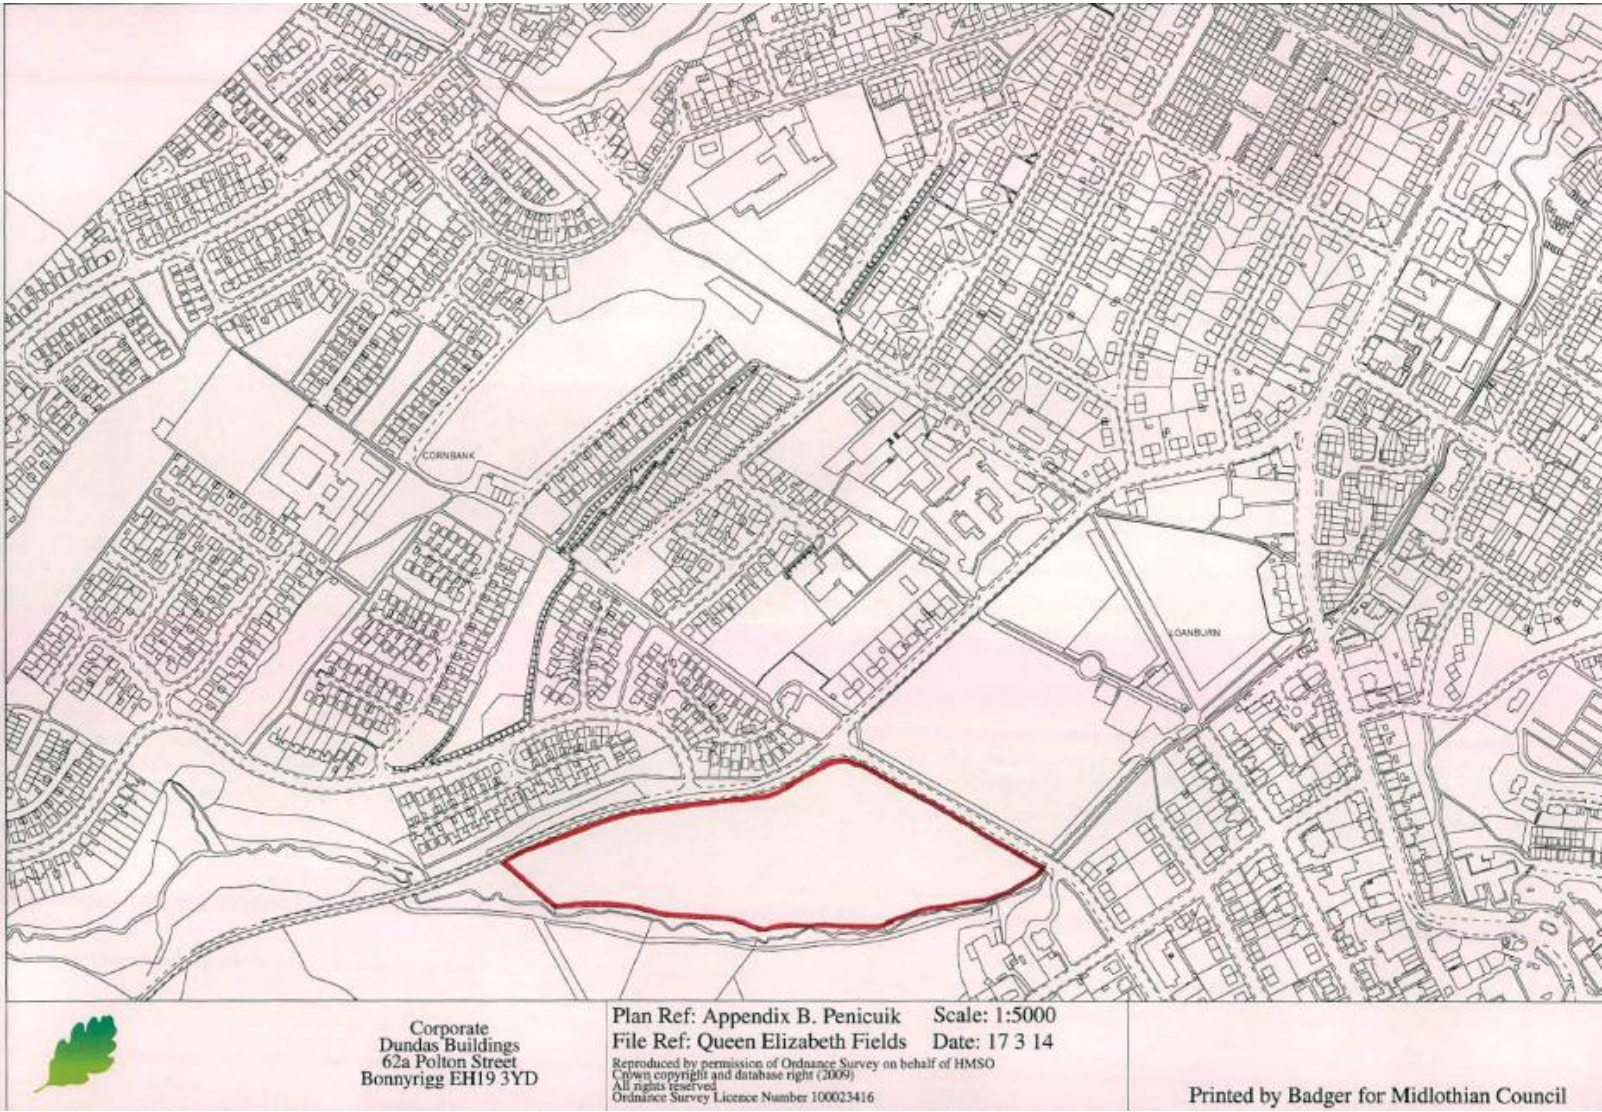 CORNBANK
LOANBURN
Corporate
Dundas Buildings
62a Polton Street
Bonnyrigg EH19 3YD
Plan Ref: Appendix B. Penicuik Scale: 1:5000
File Ref: Queen Elizabeth Fields Date: 17 3 14
Reproduced by permission of Ordnance Survey on behalf of HMSO
Crown copyright and database right (2009)
All rights reserved
Ordnance Survey Licence Number 100023416
Printed by Badger for Midlothian Council